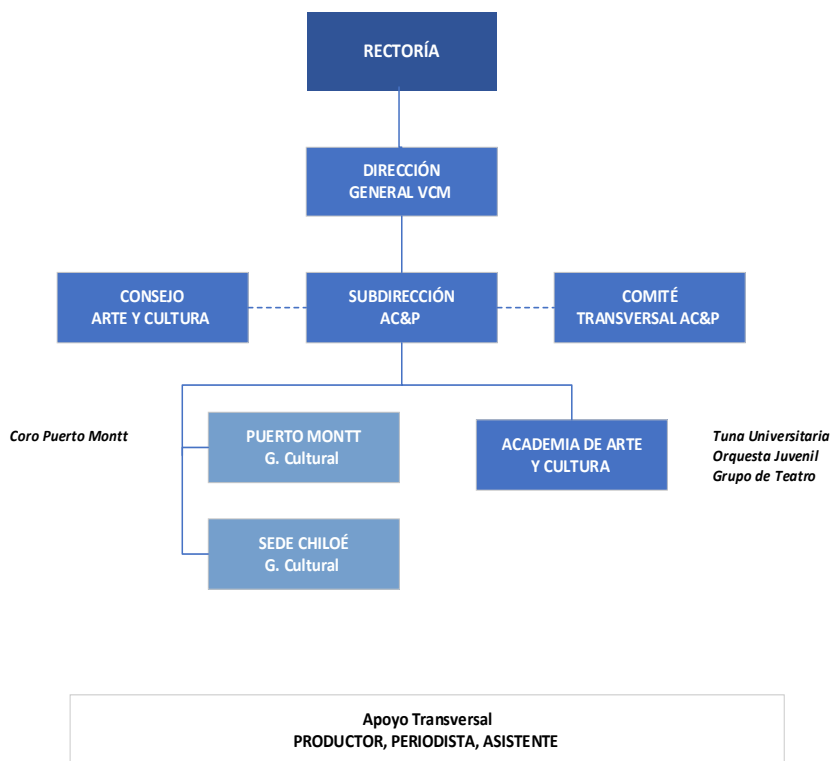 RECTORÍA
DIRECCIÓN
GENERAL VCM
CONSEJO
ARTE Y CULTURA
SUBDIRECCIÓN
AC&P
COMITÉ
TRANSVERSAL AC&P
Coro Puerto Montt
PUERTO MONTT
G. Cultural
ACADEMIA DE ARTE
Y CULTURA
Tuna Universitaria
Orquesta Juvenil
Grupo de Teatro
SEDE CHILOÉ
G. Cultural
Apoyo Transversal
PRODUCTOR, PERIODISTA, ASISTENTE